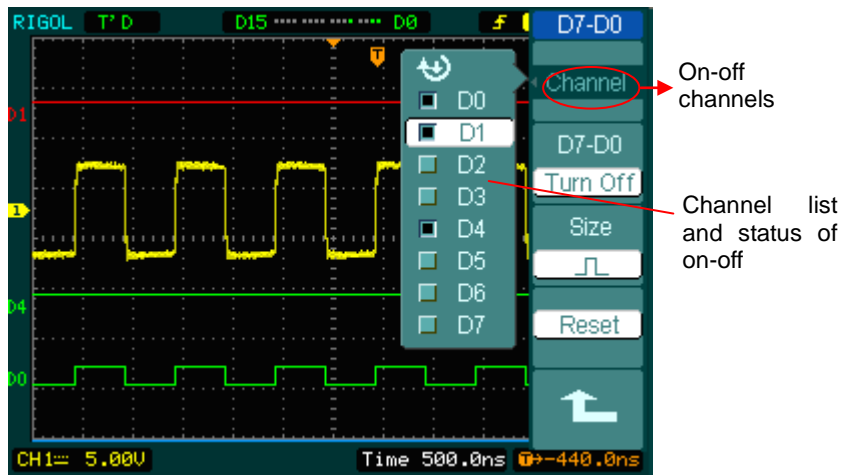 RIGOL T'D D15 D0
D7-D0
D0
D1
D2
D3
D4
D5
D6
D7
Channel
D7-D0
Turn Off
Size
Reset
D1
T
1
D4
D0
CH1 5.00V Time 500.0ns T→-440.0ns
On-off
channels
Channel list
and status of
on-off